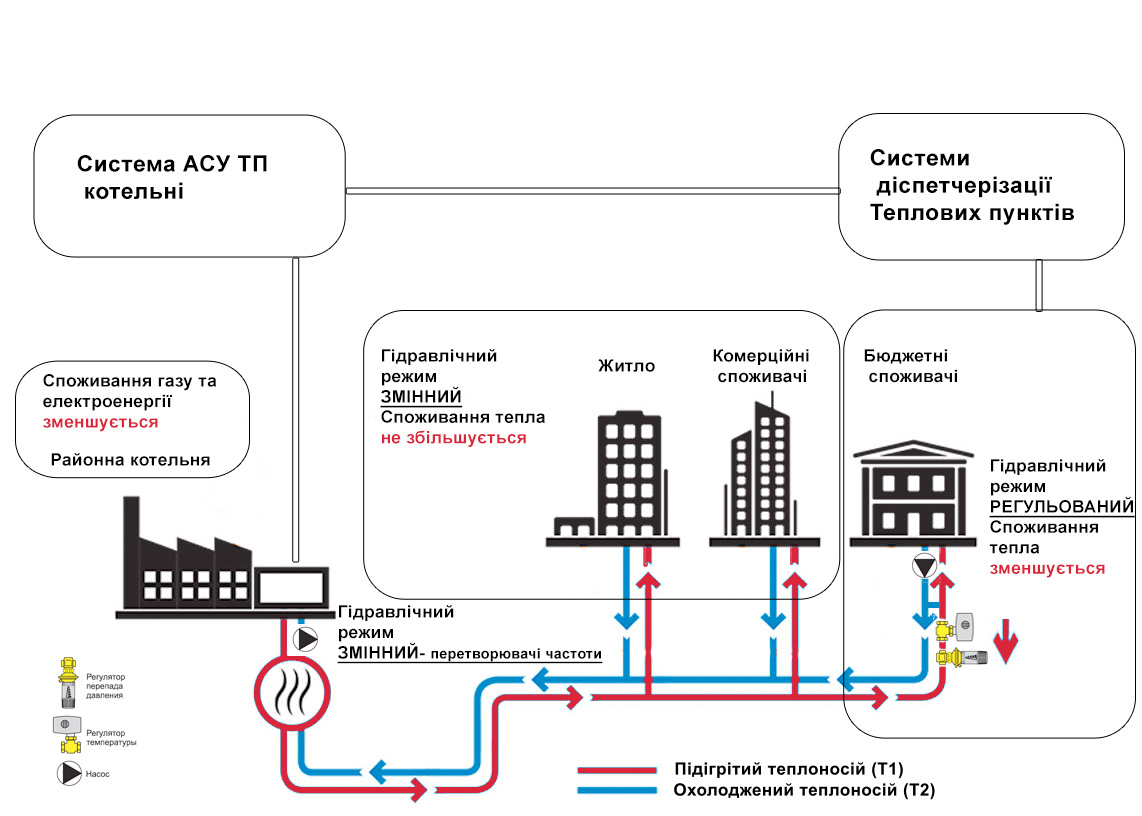 Система АСУ ТП
котельні
Системи
діспетчерізації
Теплових пунктів
Споживання газу та
електроенергії
зменшується
Районна котельня
Гідравлічний
режим
ЗМІННИЙ
Споживання тепла
не збільшується
Житло
Комерційні
споживачі
Бюджетні
споживачі
Гідравлічний
режим
РЕГУЛЬОВАНИЙ
Споживання
тепла
зменшується
Гідравлічний
режим
ЗМІННИЙ- перетворювачі частоти
Регулятор
перепада
давления
Регулятор
температуры
Насос
Підігрітий теплоносій (Т1)
Охолоджений теплоносій (Т2)